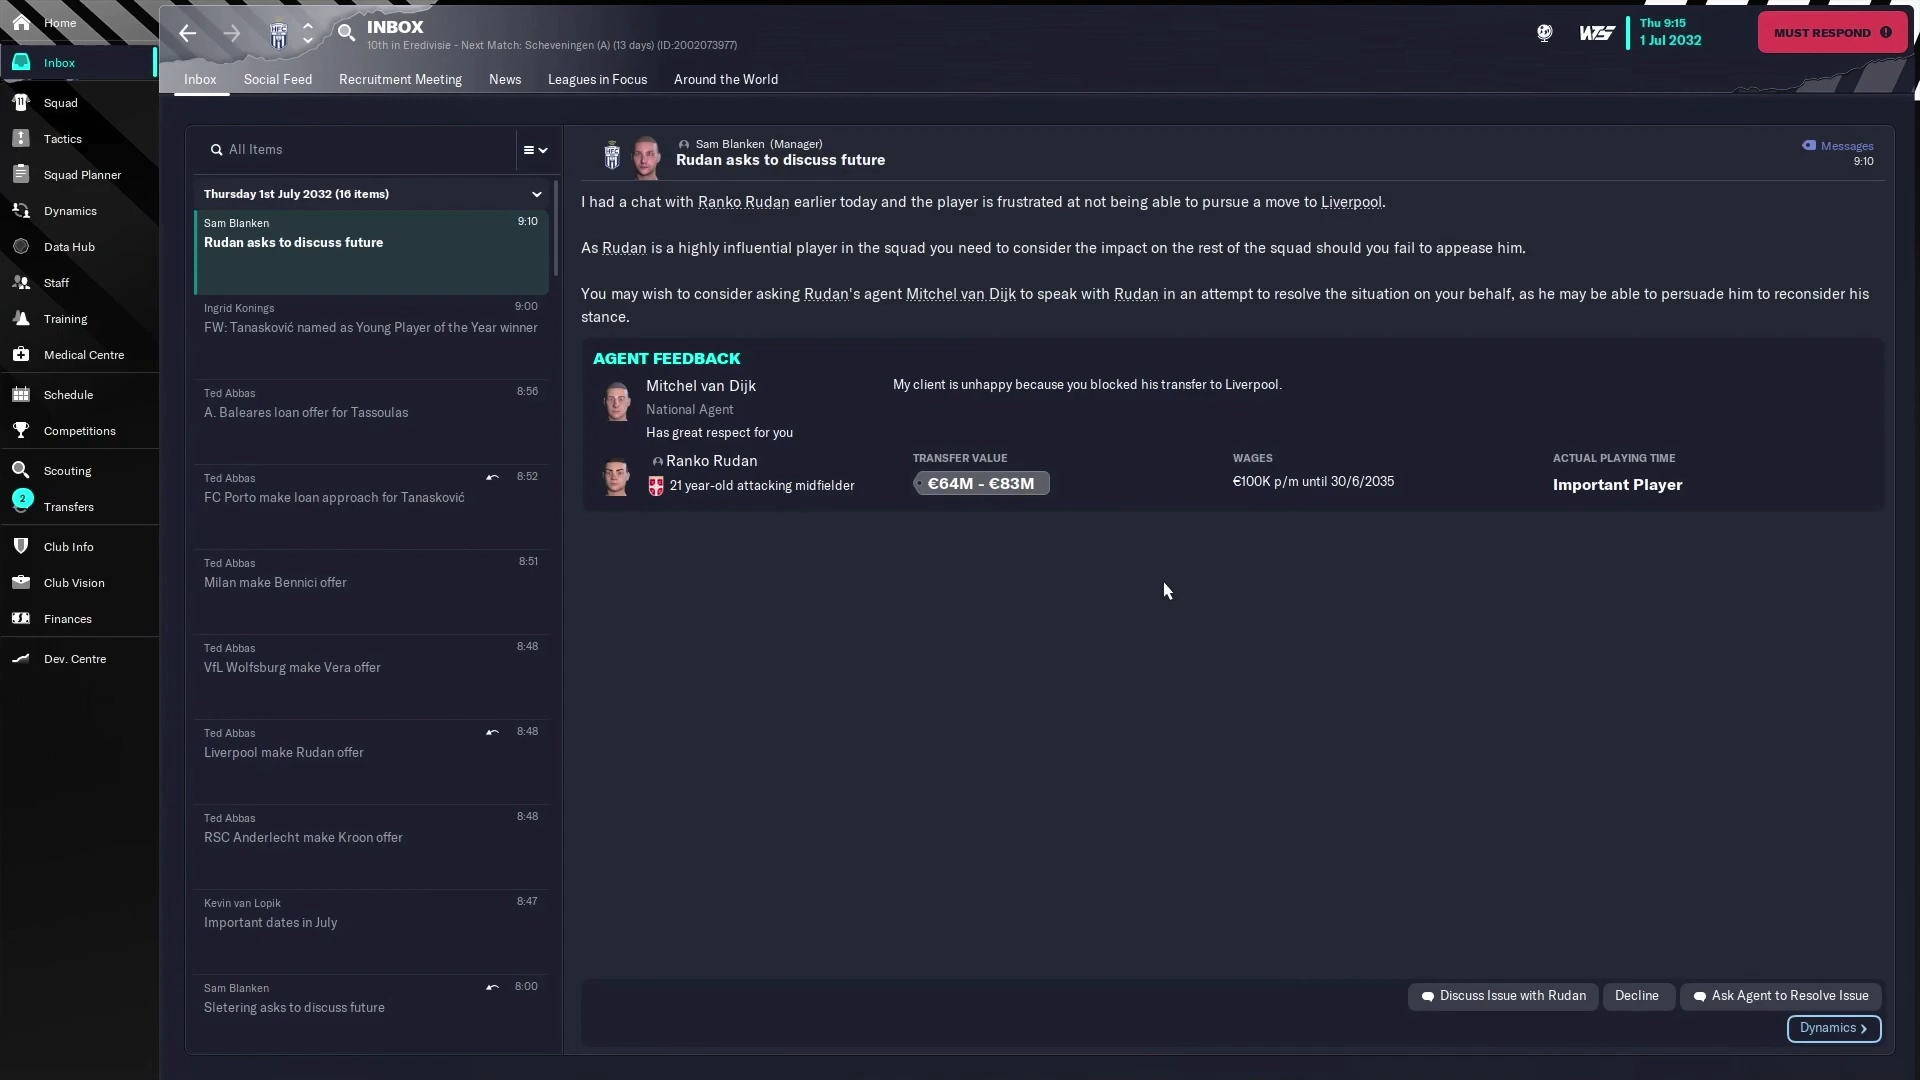 Home
Inbox
Squad
Tactics
Squad Planner
Dynamics
Data Hub
Staff
Training
Medical Centre
Schedule
Competitions
Scouting
2
Transfers
Club Info
Club Vision
Finances
Dev. Centre
HFC
INBOX
10th in Eredivisie - Next Match: Scheveningen (A) (13 days) (ID:2002073977)
Thu 9:15
1 Jul 2032
MUST RESPOND
Inbox Social Feed Recruitment Meeting News Leagues in Focus Around the World
All Items
Thursday 1st July 2032 (16 items)
Sam Blanken 9:10
Rudan asks to discuss future
Ingrid Konings 9:00
FW: Tanasković named as Young Player of the Year winner
Ted Abbas 8:56
A. Baleares loan offer for Tassoulas
Ted Abbas 8:52
FC Porto make loan approach for Tanasković
Ted Abbas 8:51
Milan make Bennici offer
Ted Abbas 8:48
VfL Wolfsburg make Vera offer
Ted Abbas 8:48
Liverpool make Rudan offer
Ted Abbas 8:48
RSC Anderlecht make Kroon offer
Kevin van Lopik 8:47
Important dates in July
Sam Blanken 8:00
Sletering asks to discuss future
HFC
Sam Blanken (Manager)
Rudan asks to discuss future
Messages
9:10
I had a chat with Ranko Rudan earlier today and the player is frustrated at not being able to pursue a move to Liverpool.
As Rudan is a highly influential player in the squad you need to consider the impact on the rest of the squad should you fail to appease him.
You may wish to consider asking Rudan's agent Mitchel van Dijk to speak with Rudan in an attempt to resolve the situation on your behalf, as he may be able to persuade him to reconsider his
stance.
AGENT FEEDBACK
Mitchel van Dijk
National Agent
Has great respect for you
My client is unhappy because you blocked his transfer to Liverpool.
Ranko Rudan
21 year-old attacking midfielder
TRANSFER VALUE
€64M - €83M
WAGES
€100K p/m until 30/6/2035
ACTUAL PLAYING TIME
Important Player
Discuss Issue with Rudan
Decline
Ask Agent to Resolve Issue
Dynamics